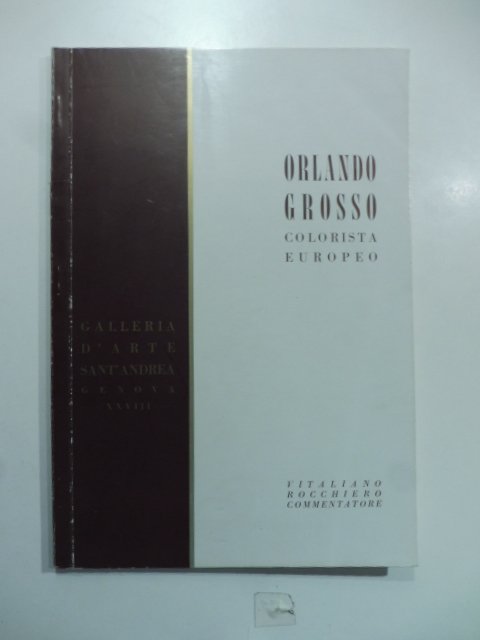 ORLANDO
GROSSO
COLORISTA
EUROPEO
GALLERIA
D'ARTE
SANT'ANDREA
GENOVA
XXVIII
VITALIANO
ROCCHIERO
COMMENTATORE